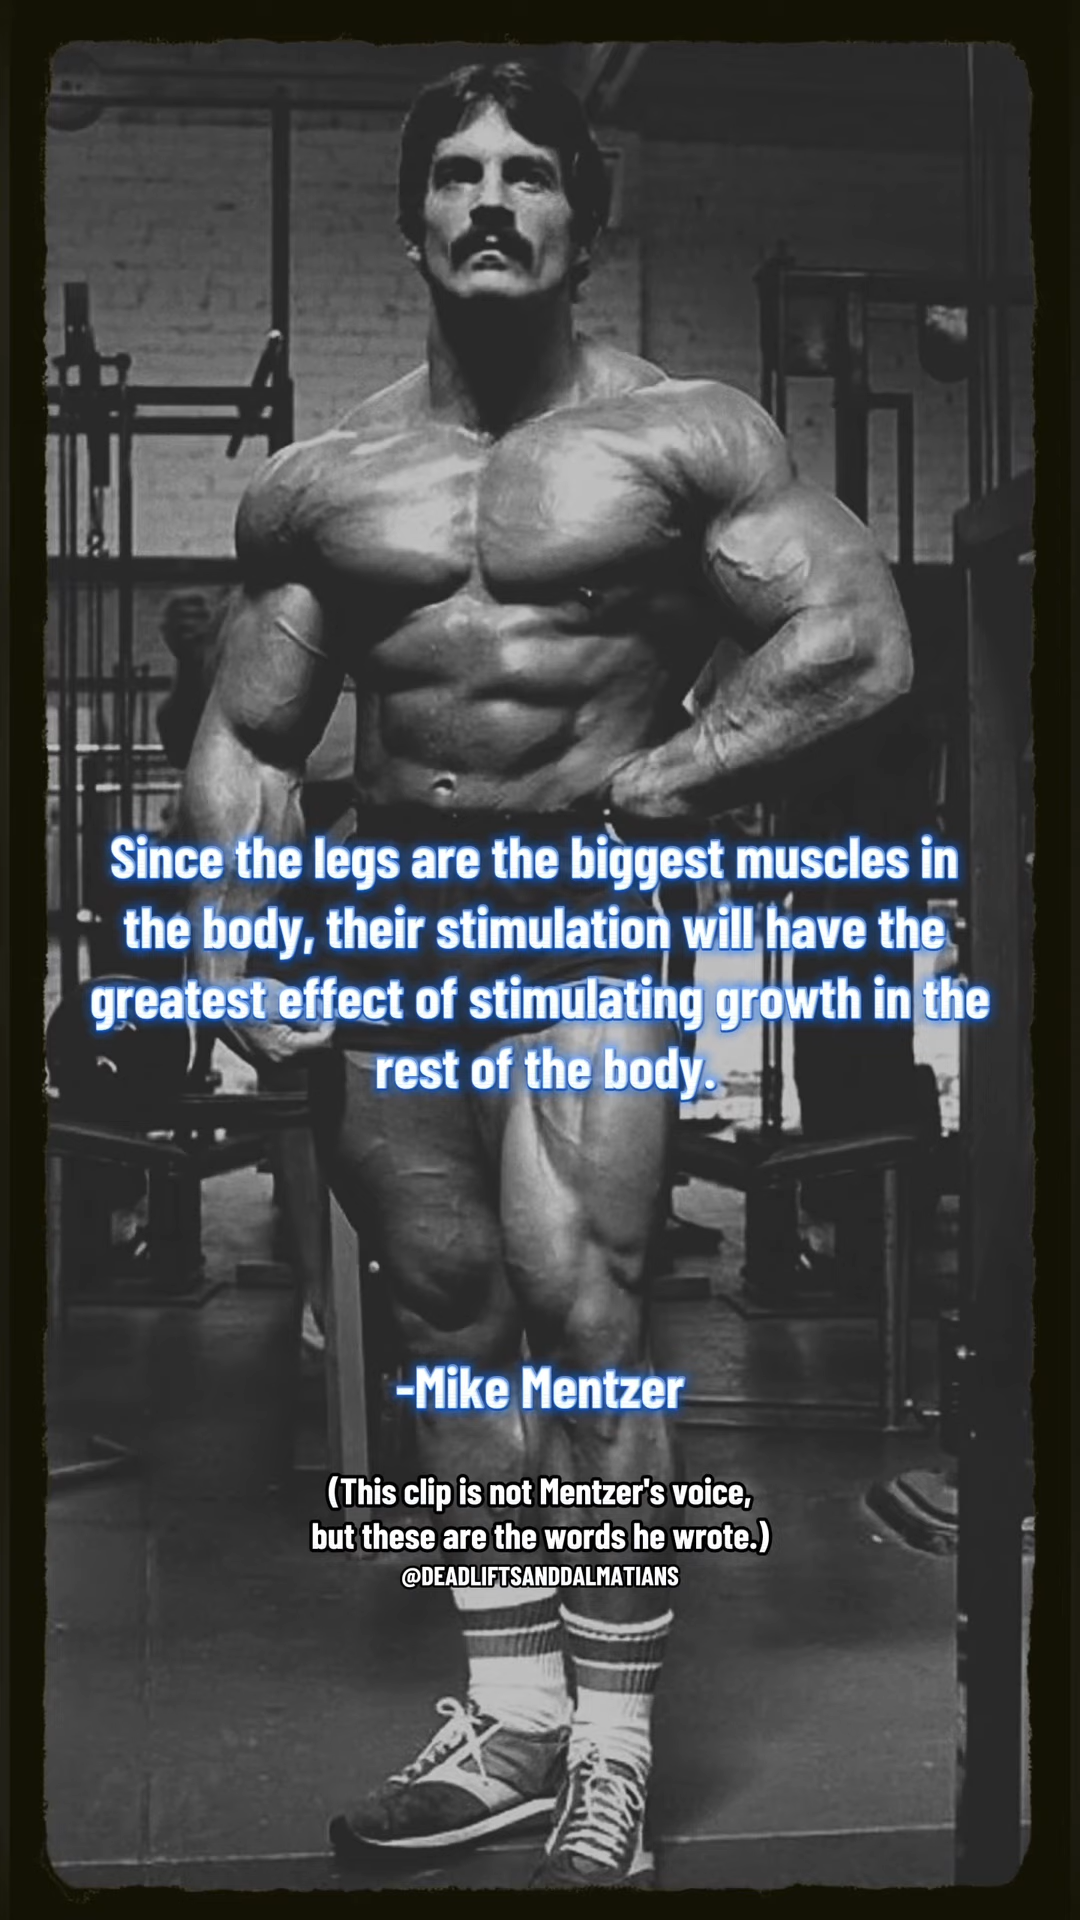 Since the legs are the biggest muscles in
the body, their stimulation will have the
greatest effect of stimulating growth in the
rest of the body.
-Mike Mentzer
(This clip is not Mentzer's voice,
but these are the words he wrote.)
@DEADLIFTSANDDALMATIANS